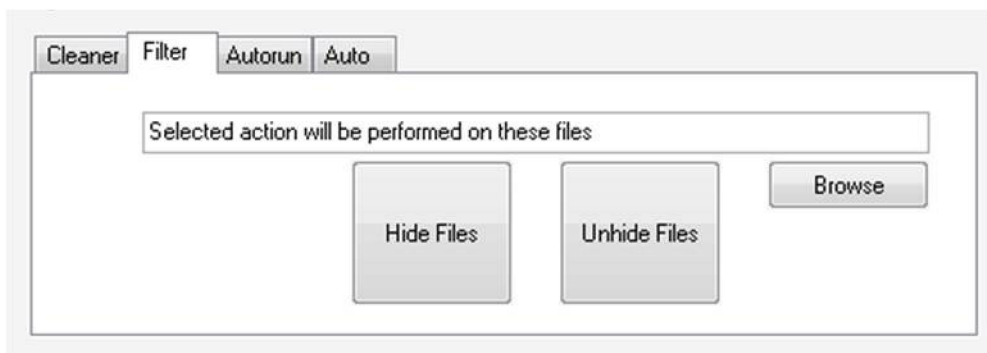 Cleaner Filter Autorun Auto
Selected action will be performed on these files
Hide Files Unhide Files Browse